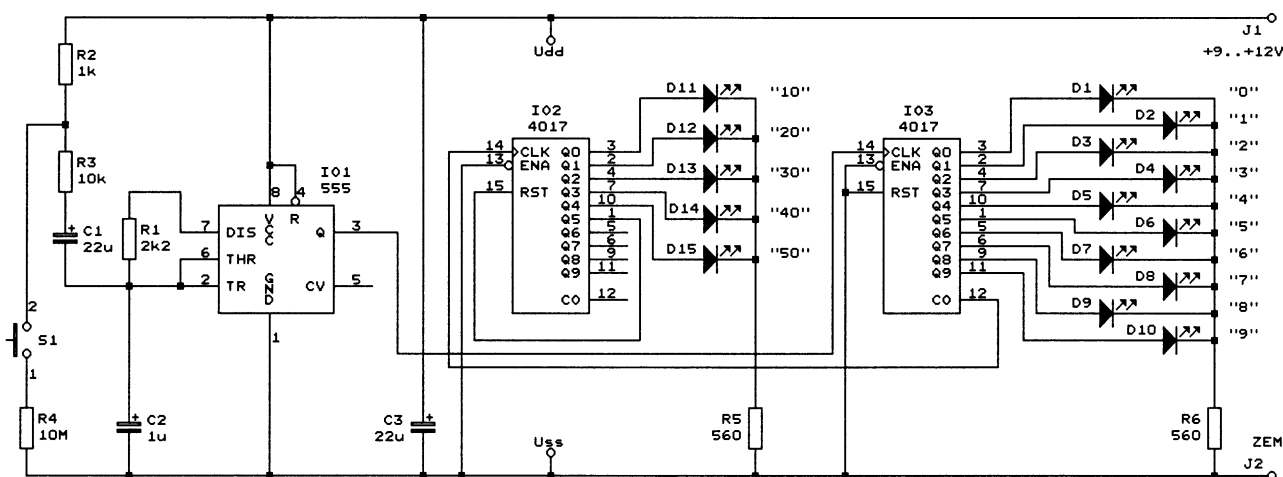 J1
+9..+12V
Udd
R2
1k
R3
10k
C1
+
22u
R1
2k2
IO1
555
8
4
VCC
R
7
DIS
Q
3
6
THR
2
TR
GND
CV
5
1
2
S1
1
R4
10M
C2
+
1u
C3
+
22u
IO2
4017
14
CLK
Q0
3
13
ENA
Q1
2
Q2
4
15
RST
Q3
7
Q4
10
Q5
1
Q6
5
Q7
6
Q8
9
Q9
11
CO
12
D11
"10"
D12
"20"
D13
"30"
D14
"40"
D15
"50"
R5
560
Uss
IO3
4017
14
CLK
Q0
3
13
ENA
Q1
2
Q2
4
15
RST
Q3
7
Q4
10
Q5
1
Q6
5
Q7
6
Q8
9
Q9
11
CO
12
D1
"0"
D2
"1"
D3
"2"
D4
"3"
D5
"4"
D6
"5"
D7
"6"
D8
"7"
D9
"8"
D10
"9"
R6
560
ZEM
J2